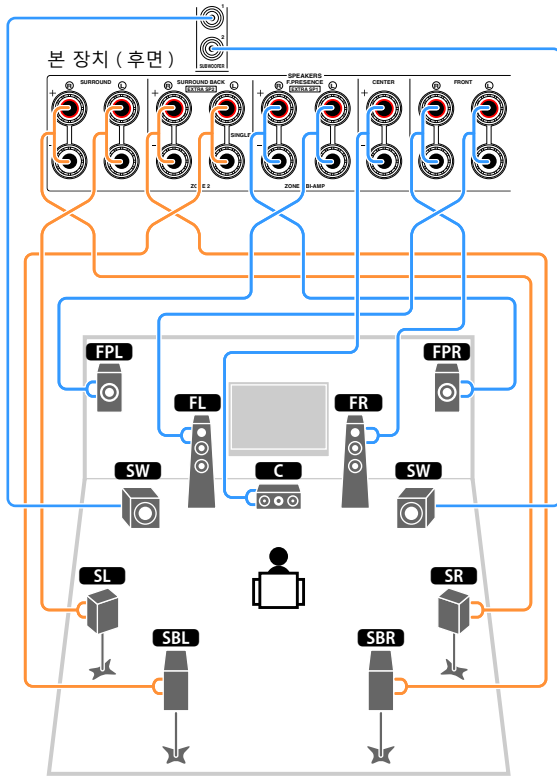 1
2
SUBWOOFER
본 장치 ( 후면 )
SPEAKERS
SURROUND SURROUND BACK F.PRESENCE CENTER FRONT
R L R EXTRA SP2 L R EXTRA SP1 L R L
+ + + + +
SINGLE
- - - - -
ZONE 2 BI-AMP
FPL FPR
FL FR
SW C SW
SL SR
SBL SBR